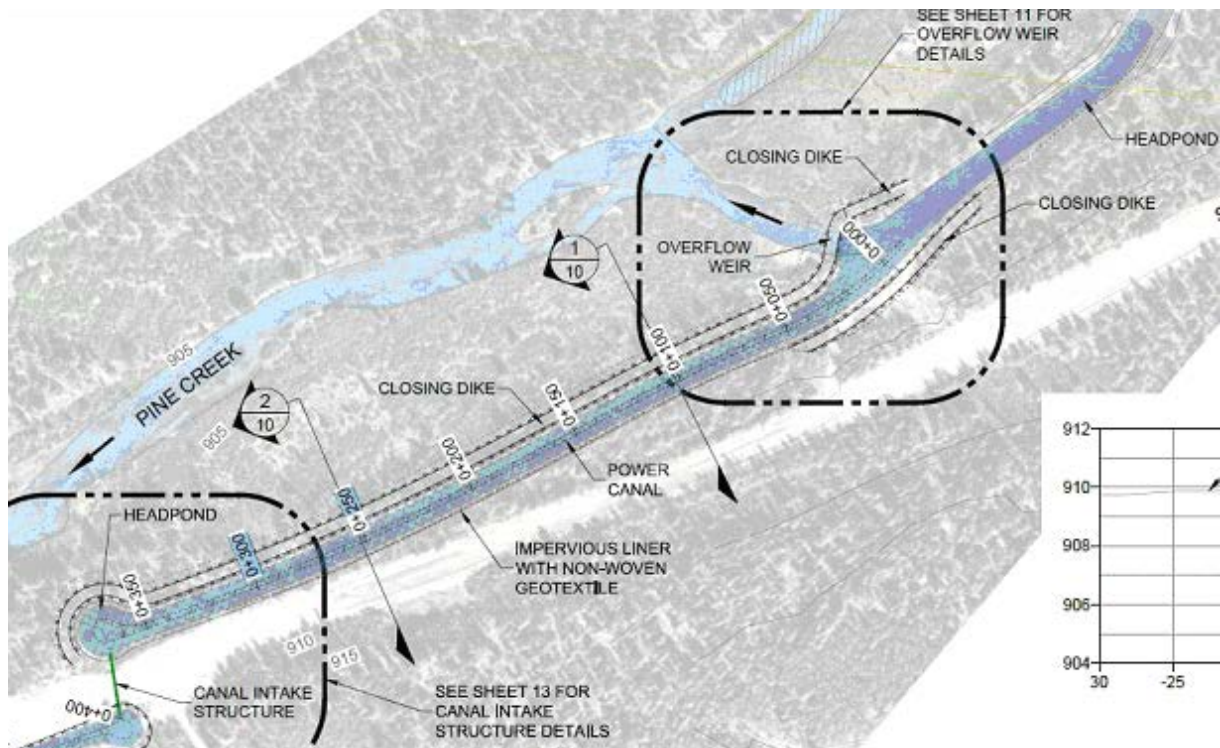 SEE SHEET 11 FOR
OVERFLOW WEIR
DETAILS
HEADPOND
CLOSING DIKE
CLOSING DIKE
0+000
OVERFLOW
WEIR
1
10
0+050
0+100
905
PINE CREEK
CLOSING DIKE
0+150
2
10
905
0+200
POWER
CANAL
0+250
HEADPOND
0+300
IMPERVIOUS LINER
WITH NON-WOVEN
GEOTEXTILE
0+350
910
915
CANAL INTAKE
STRUCTURE
SEE SHEET 13 FOR
CANAL INTAKE
STRUCTURE DETAILS
0+400
912
910
908
906
904
30
-25